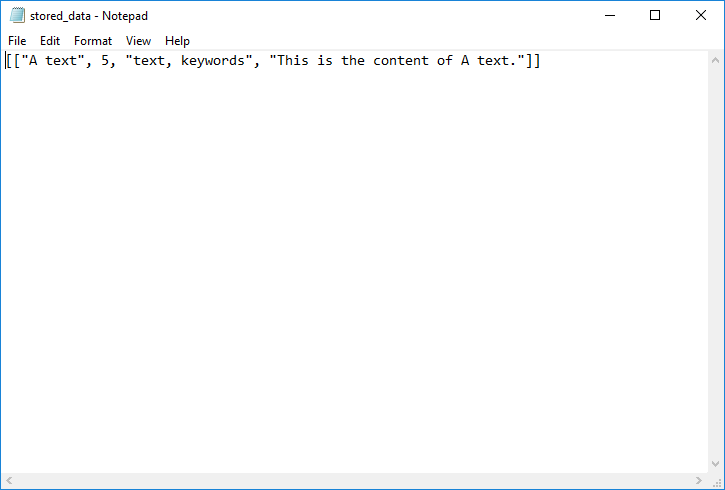 stored_data - Notepad
File Edit Format View Help
[["A text", 5, "text, keywords", "This is the content of A text."]]